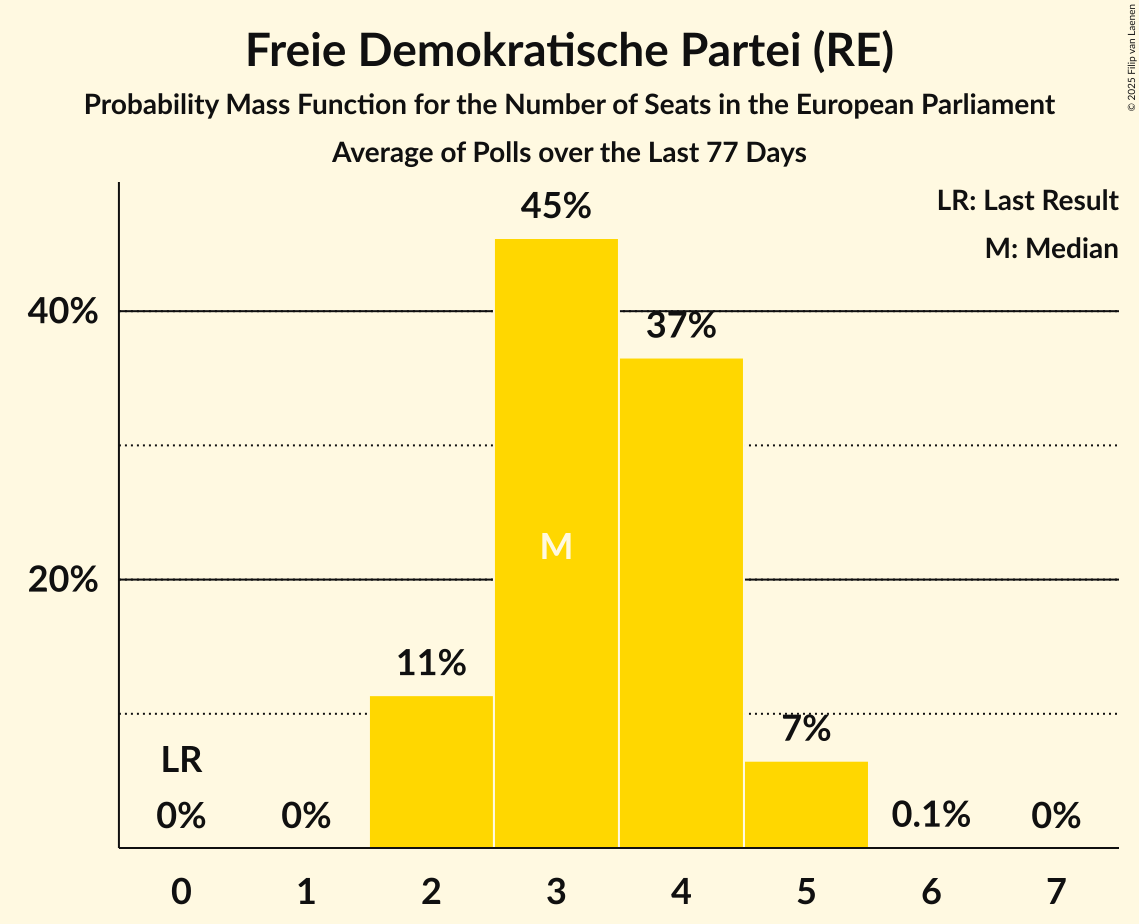 Freie Demokratische Partei (RE)
Probability Mass Function for the Number of Seats in the European Parliament
Average of Polls over the Last 77 Days
© 2025 Filip van Laenen
LR: Last Result
M: Median
45%
40%
37%
M
20%
11%
7%
LR
0%
0%
0.1%
0%
0 1 2 3 4 5 6 7